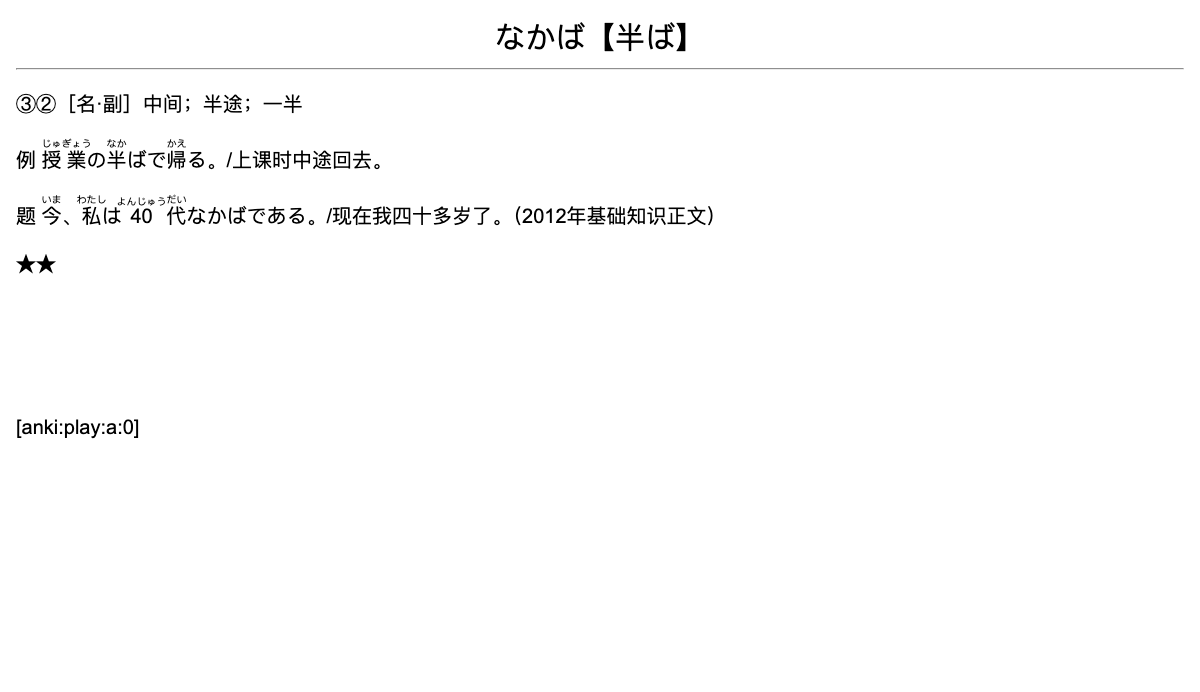 なかば【半ば】
③②［名·副］中间；半途；一半
例 授業の半ばで帰る。/上课时中途回去。
题 今、私は 40 代なかばである。/现在我四十多岁了。（2012年基础知识正文）
★★
[anki:play:a:0]